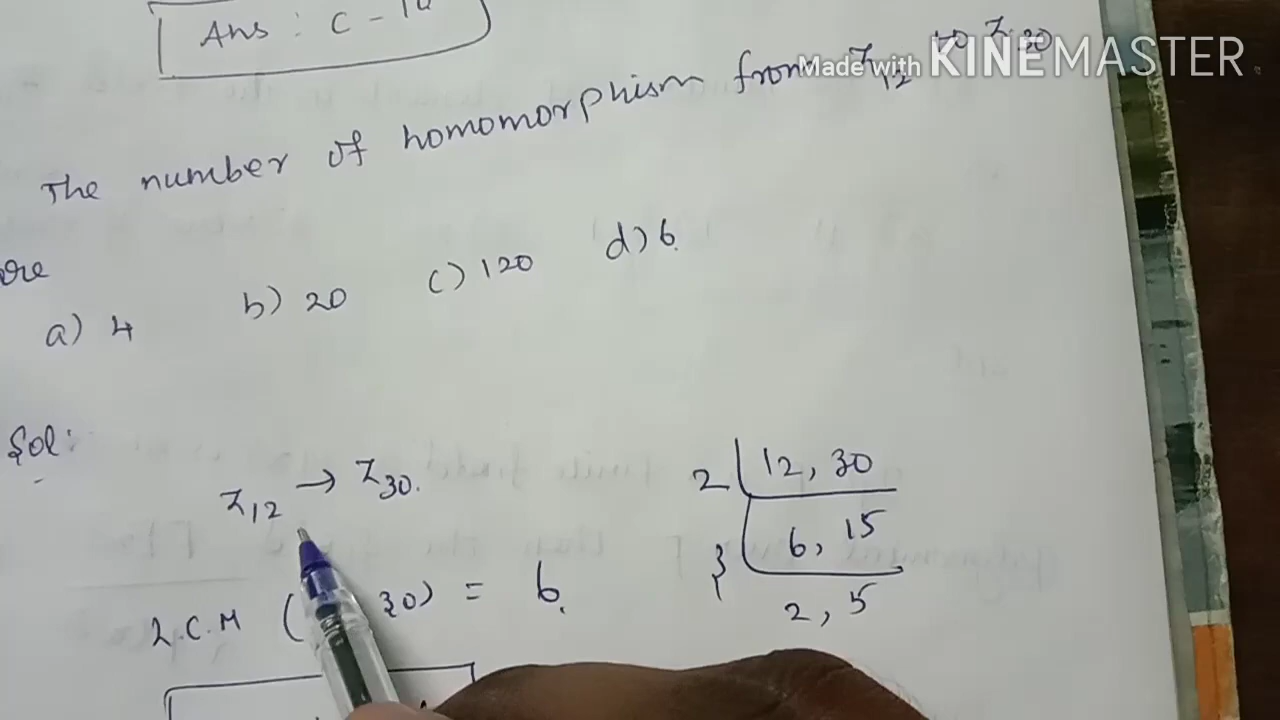 Ans : C -
Made with KINEMASTER
The number of homomorphism from Z12 to Z30
are
a) 4 b) 20 c) 120 d) 6.
Sol:
Z12 → Z30.
L.C.M ( 30) = 6.
2 | 12, 30
3 | 6, 15
2, 5